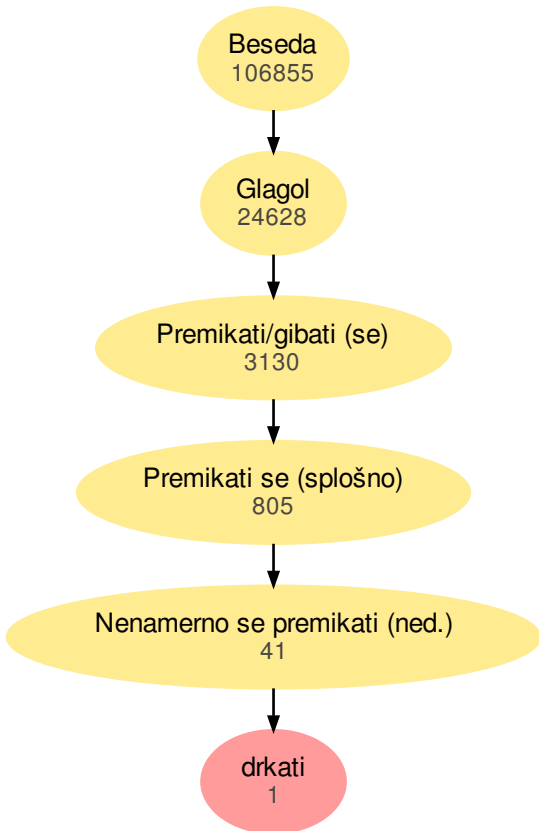 Beseda
106855
Glagol
24628
Premikati/gibati (se)
3130
Premikati se (splošno)
805
Nenamerno se premikati (ned.)
41
drkati
1